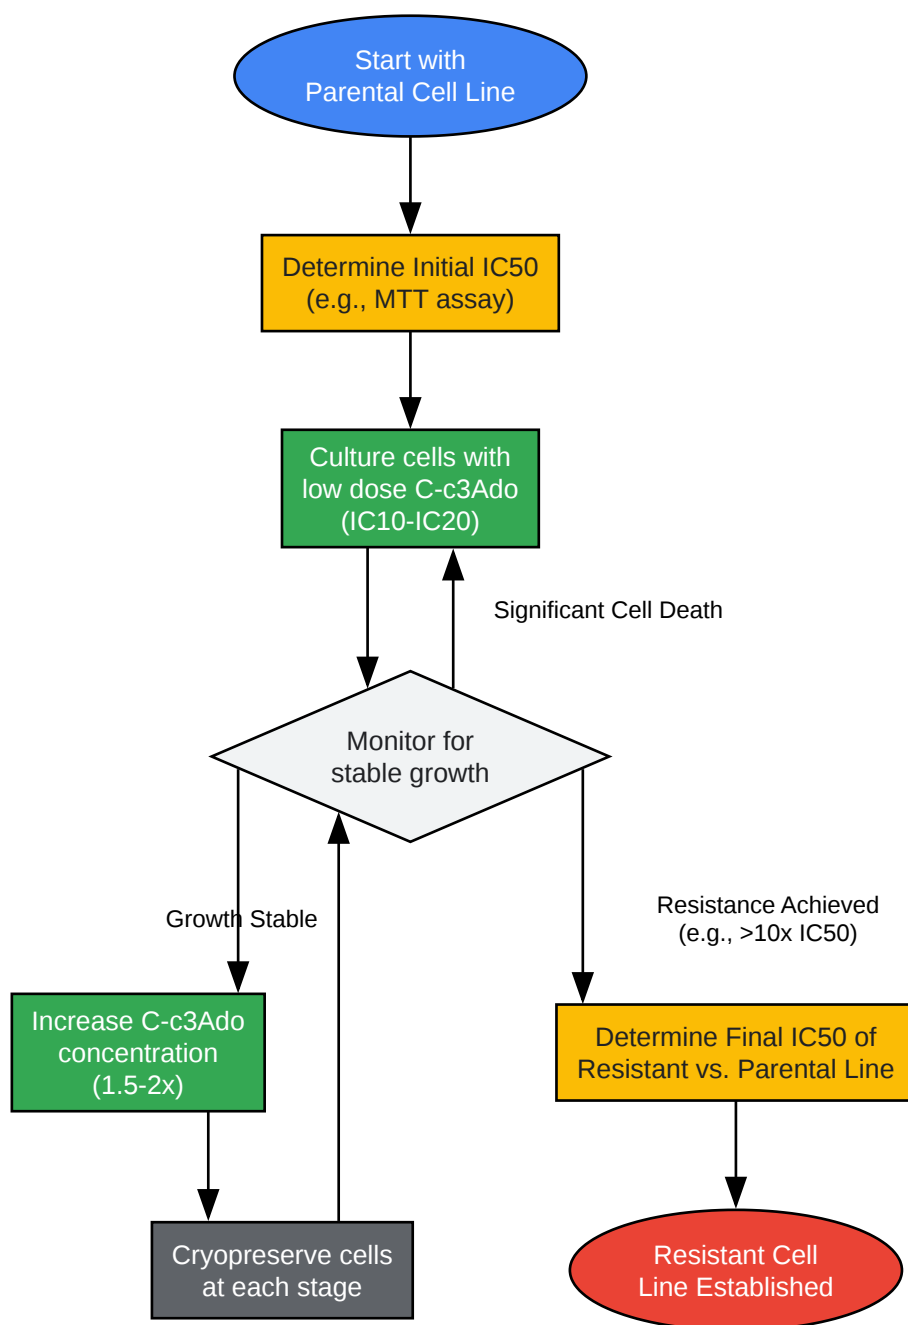 Start with
Parental Cell Line
Determine Initial IC50
(e.g., MTT assay)
Culture cells with
low dose C-c3Ado
(IC10-IC20)
Significant Cell Death
Monitor for
stable growth
Growth Stable
Resistance Achieved
(e.g., >10x IC50)
Increase C-c3Ado
concentration
(1.5-2x)
Determine Final IC50 of
Resistant vs. Parental Line
Cryopreserve cells
at each stage
Resistant Cell
Line Established